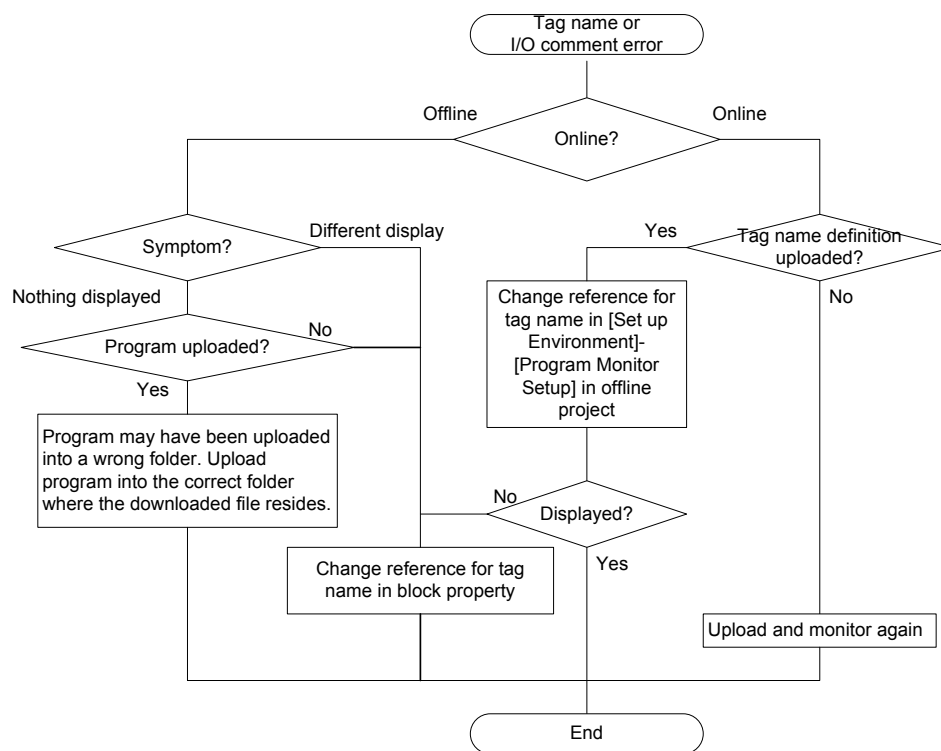 Tag name or
I/O comment error
Offline
Online
Online?
Symptom?
Different display
Yes
Tag name definition
uploaded?
Nothing displayed
No
Change reference for
tag name in [Set up
Environment]-
[Program Monitor
Setup] in offline
project
Program uploaded?
No
Yes
Program may have been uploaded
into a wrong folder. Upload
program into the correct folder
where the downloaded file resides.
No
Displayed?
Yes
Change reference for tag
name in block property
Upload and monitor again
End